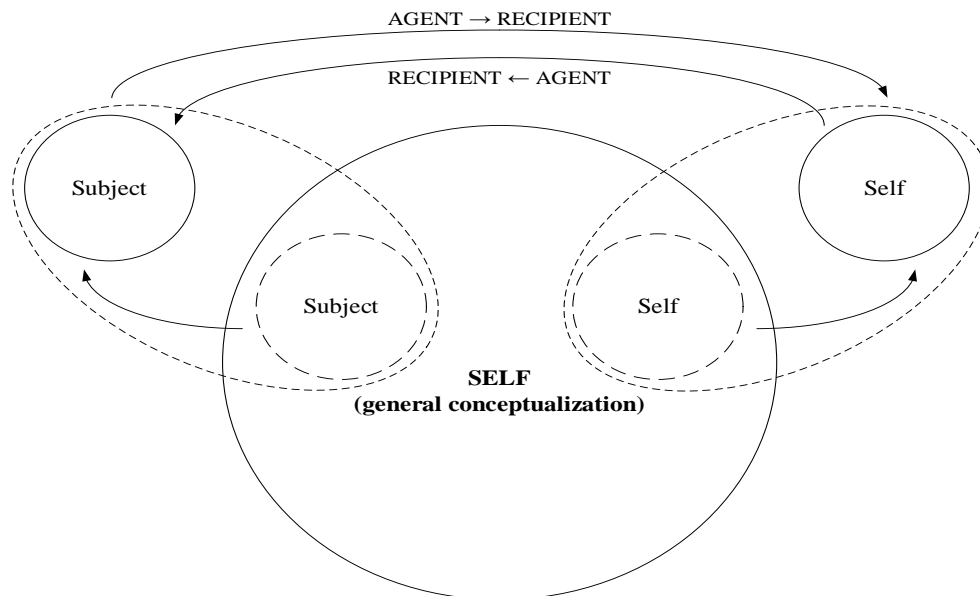 AGENT → RECIPIENT
RECIPIENT ← AGENT
Subject
Self
Subject
Self
SELF
(general conceptualization)